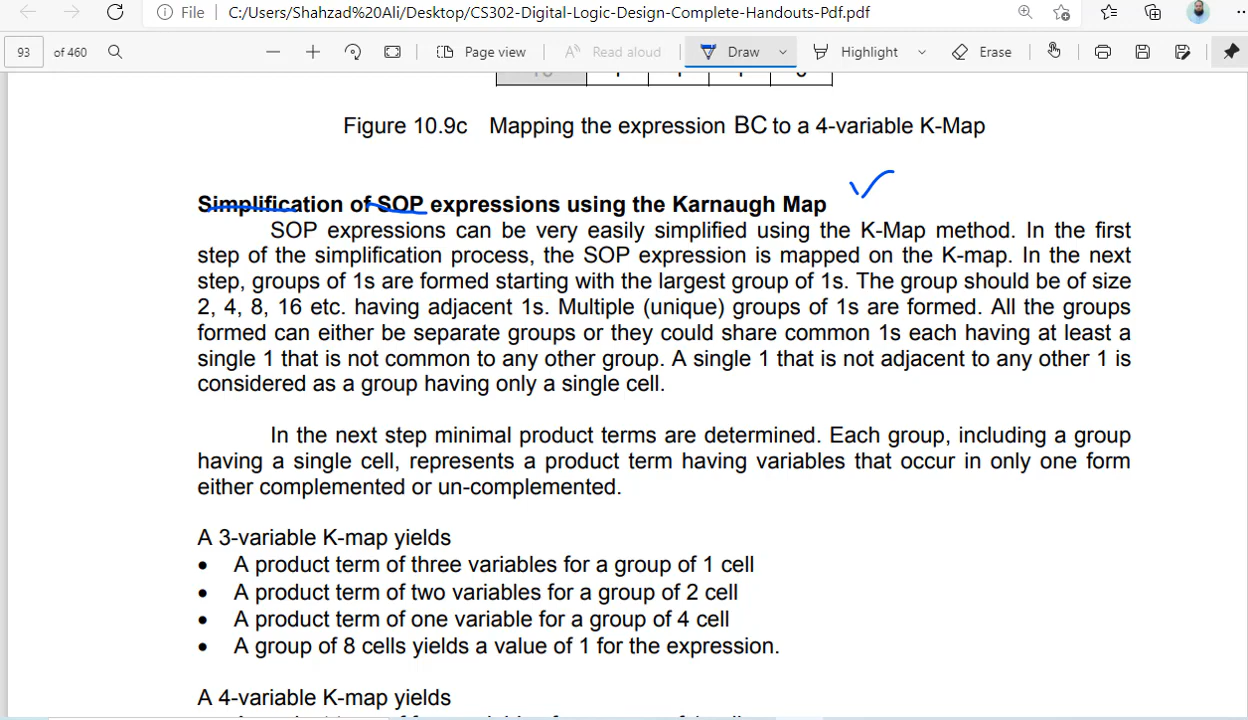 File C:/Users/Shahzad%20Ali/Desktop/CS302-Digital-Logic-Design-Complete-Handouts-Pdf.pdf
93 of 460 Page view Read aloud Draw Highlight Erase
Figure 10.9c Mapping the expression BC to a 4-variable K-Map
Simplification of SOP expressions using the Karnaugh Map
SOP expressions can be very easily simplified using the K-Map method. In the first
step of the simplification process, the SOP expression is mapped on the K-map. In the next
step, groups of 1s are formed starting with the largest group of 1s. The group should be of size
2, 4, 8, 16 etc. having adjacent 1s. Multiple (unique) groups of 1s are formed. All the groups
formed can either be separate groups or they could share common 1s each having at least a
single 1 that is not common to any other group. A single 1 that is not adjacent to any other 1 is
considered as a group having only a single cell.
In the next step minimal product terms are determined. Each group, including a group
having a single cell, represents a product term having variables that occur in only one form
either complemented or un-complemented.
A 3-variable K-map yields
• A product term of three variables for a group of 1 cell
• A product term of two variables for a group of 2 cell
• A product term of one variable for a group of 4 cell
• A group of 8 cells yields a value of 1 for the expression.
A 4-variable K-map yields